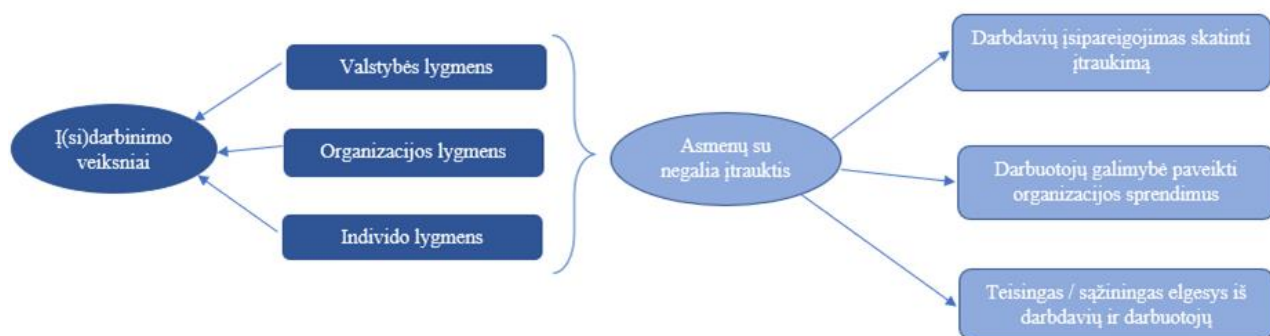 Į(si)darbinimo
veiksniai
Valstybės lygmens
Organizacijos lygmens
Individo lygmens
Asmenų su
negalia įtrauktis
Darbdavių įsipareigojimas skatinti
įtraukimą
Darbuotojų galimybė paveikti
organizacijos sprendimus
Teisingas / sąžiningas elgesys iš
darbdavių ir darbuotojų